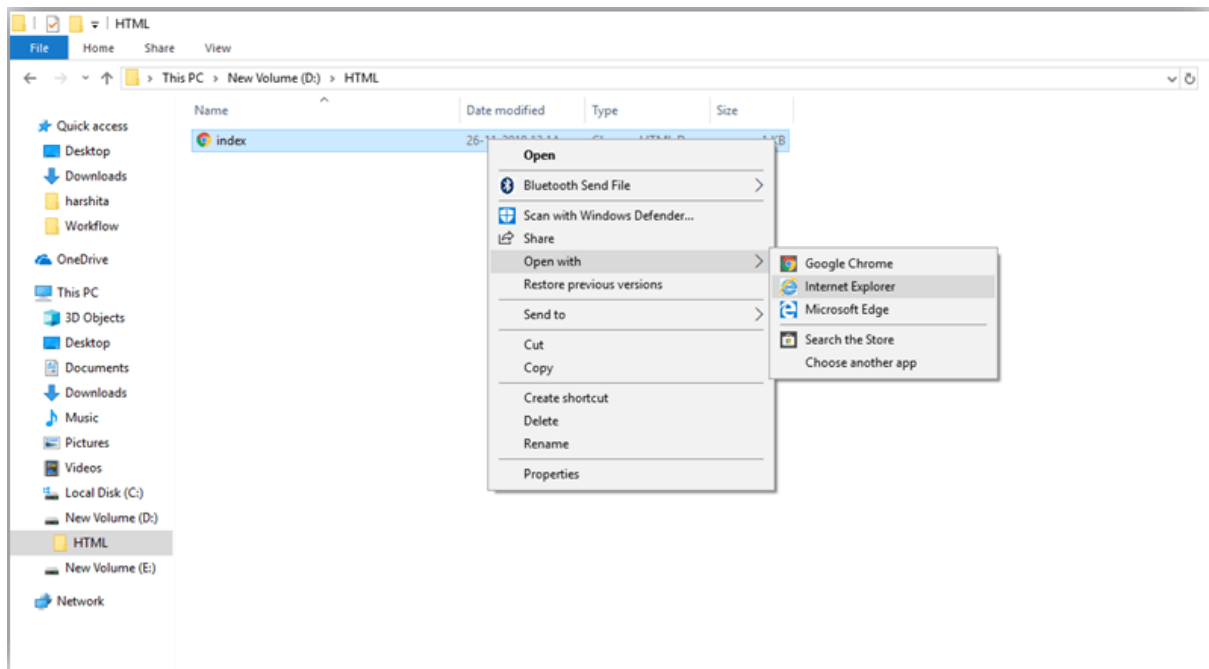 HTML
File Home Share View
This PC > New Volume (D:) > HTML
Name Date modified Type Size
index
Quick access
Desktop
Downloads
harshita
Workflow
OneDrive
This PC
3D Objects
Desktop
Documents
Downloads
Music
Pictures
Videos
Local Disk (C:)
New Volume (D:)
HTML
New Volume (E:)
Network
Open
Bluetooth Send File
Scan with Windows Defender...
Share
Open with
Restore previous versions
Send to
Cut
Copy
Create shortcut
Delete
Rename
Properties
Google Chrome
Internet Explorer
Microsoft Edge
Search the Store
Choose another app